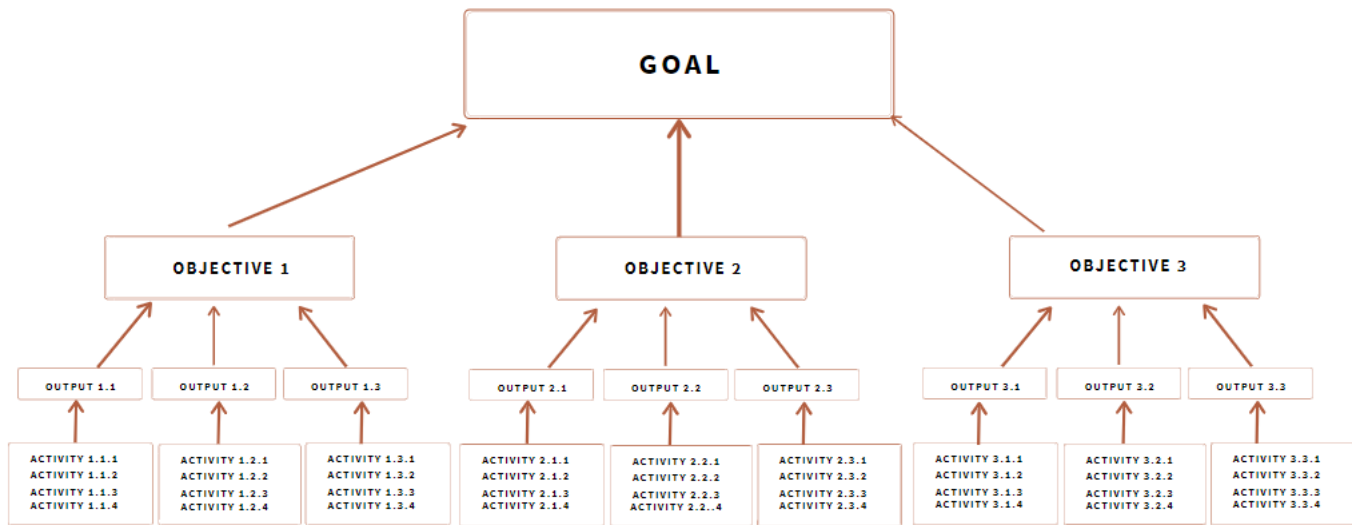 GOAL
OBJECTIVE 1
OBJECTIVE 2
OBJECTIVE 3
OUTPUT 1.1
OUTPUT 1.2
OUTPUT 1.3
OUTPUT 2.1
OUTPUT 2.2
OUTPUT 2.3
OUTPUT 3.1
OUTPUT 3.2
OUTPUT 3.3
ACTIVITY 1.1.1
ACTIVITY 1.1.2
ACTIVITY 1.1.3
ACTIVITY 1.1.4
ACTIVITY 1.2.1
ACTIVITY 1.2.2
ACTIVITY 1.2.3
ACTIVITY 1.2.4
ACTIVITY 1.3.1
ACTIVITY 1.3.2
ACTIVITY 1.3.3
ACTIVITY 1.3.4
ACTIVITY 2.1.1
ACTIVITY 2.1.2
ACTIVITY 2.1.3
ACTIVITY 2.1.4
ACTIVITY 2.2.1
ACTIVITY 2.2.2
ACTIVITY 2.2.3
ACTIVITY 2.2..4
ACTIVITY 2.3.1
ACTIVITY 2.3.2
ACTIVITY 2.3.3
ACTIVITY 2.3.4
ACTIVITY 3.1.1
ACTIVITY 3.1.2
ACTIVITY 3.1.3
ACTIVITY 3.1.4
ACTIVITY 3.2.1
ACTIVITY 3.2.2
ACTIVITY 3.2.3
ACTIVITY 3.2.4
ACTIVITY 3.3.1
ACTIVITY 3.3.2
ACTIVITY 3.3.3
ACTIVITY 3.3.4